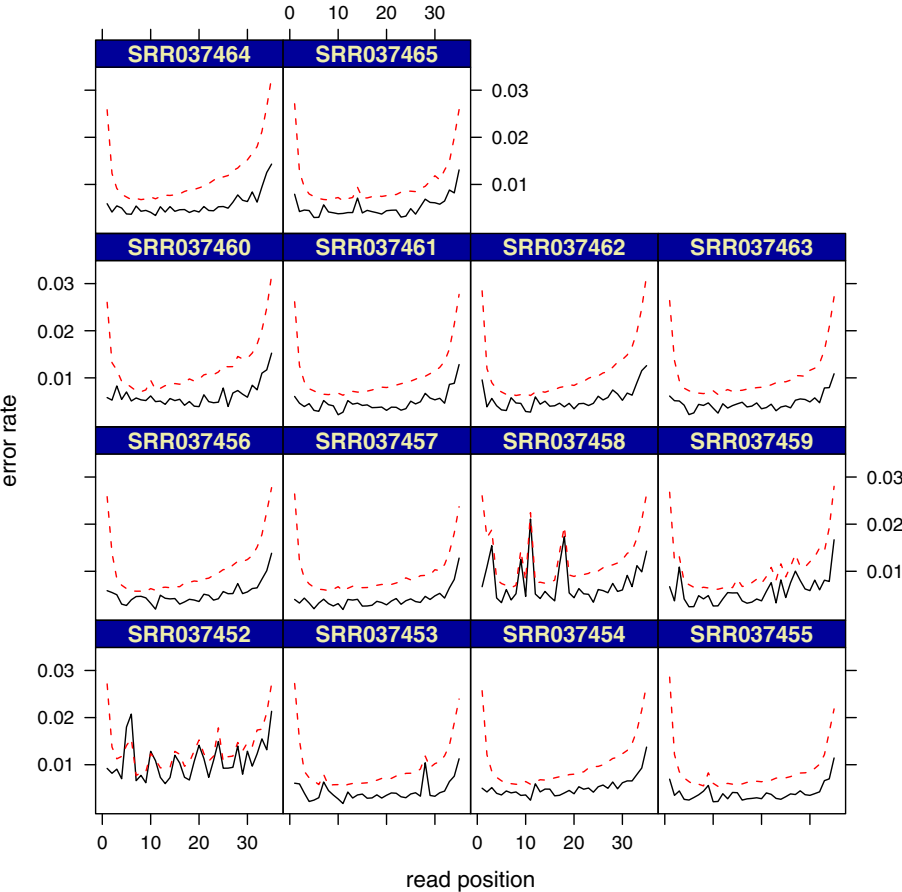 0 10 30
SRR037464 SRR037465
0.03
0.02
0.01
SRR037460 SRR037461 SRR037462 SRR037463
0.03
0.02
0.01
error rate
SRR037456 SRR037457 SRR037458 SRR037459
0.03
0.02
0.01
SRR037452 SRR037453 SRR037454 SRR037455
0.03
0.02
0.01
0 10 20 30 0 10 20 30
read position